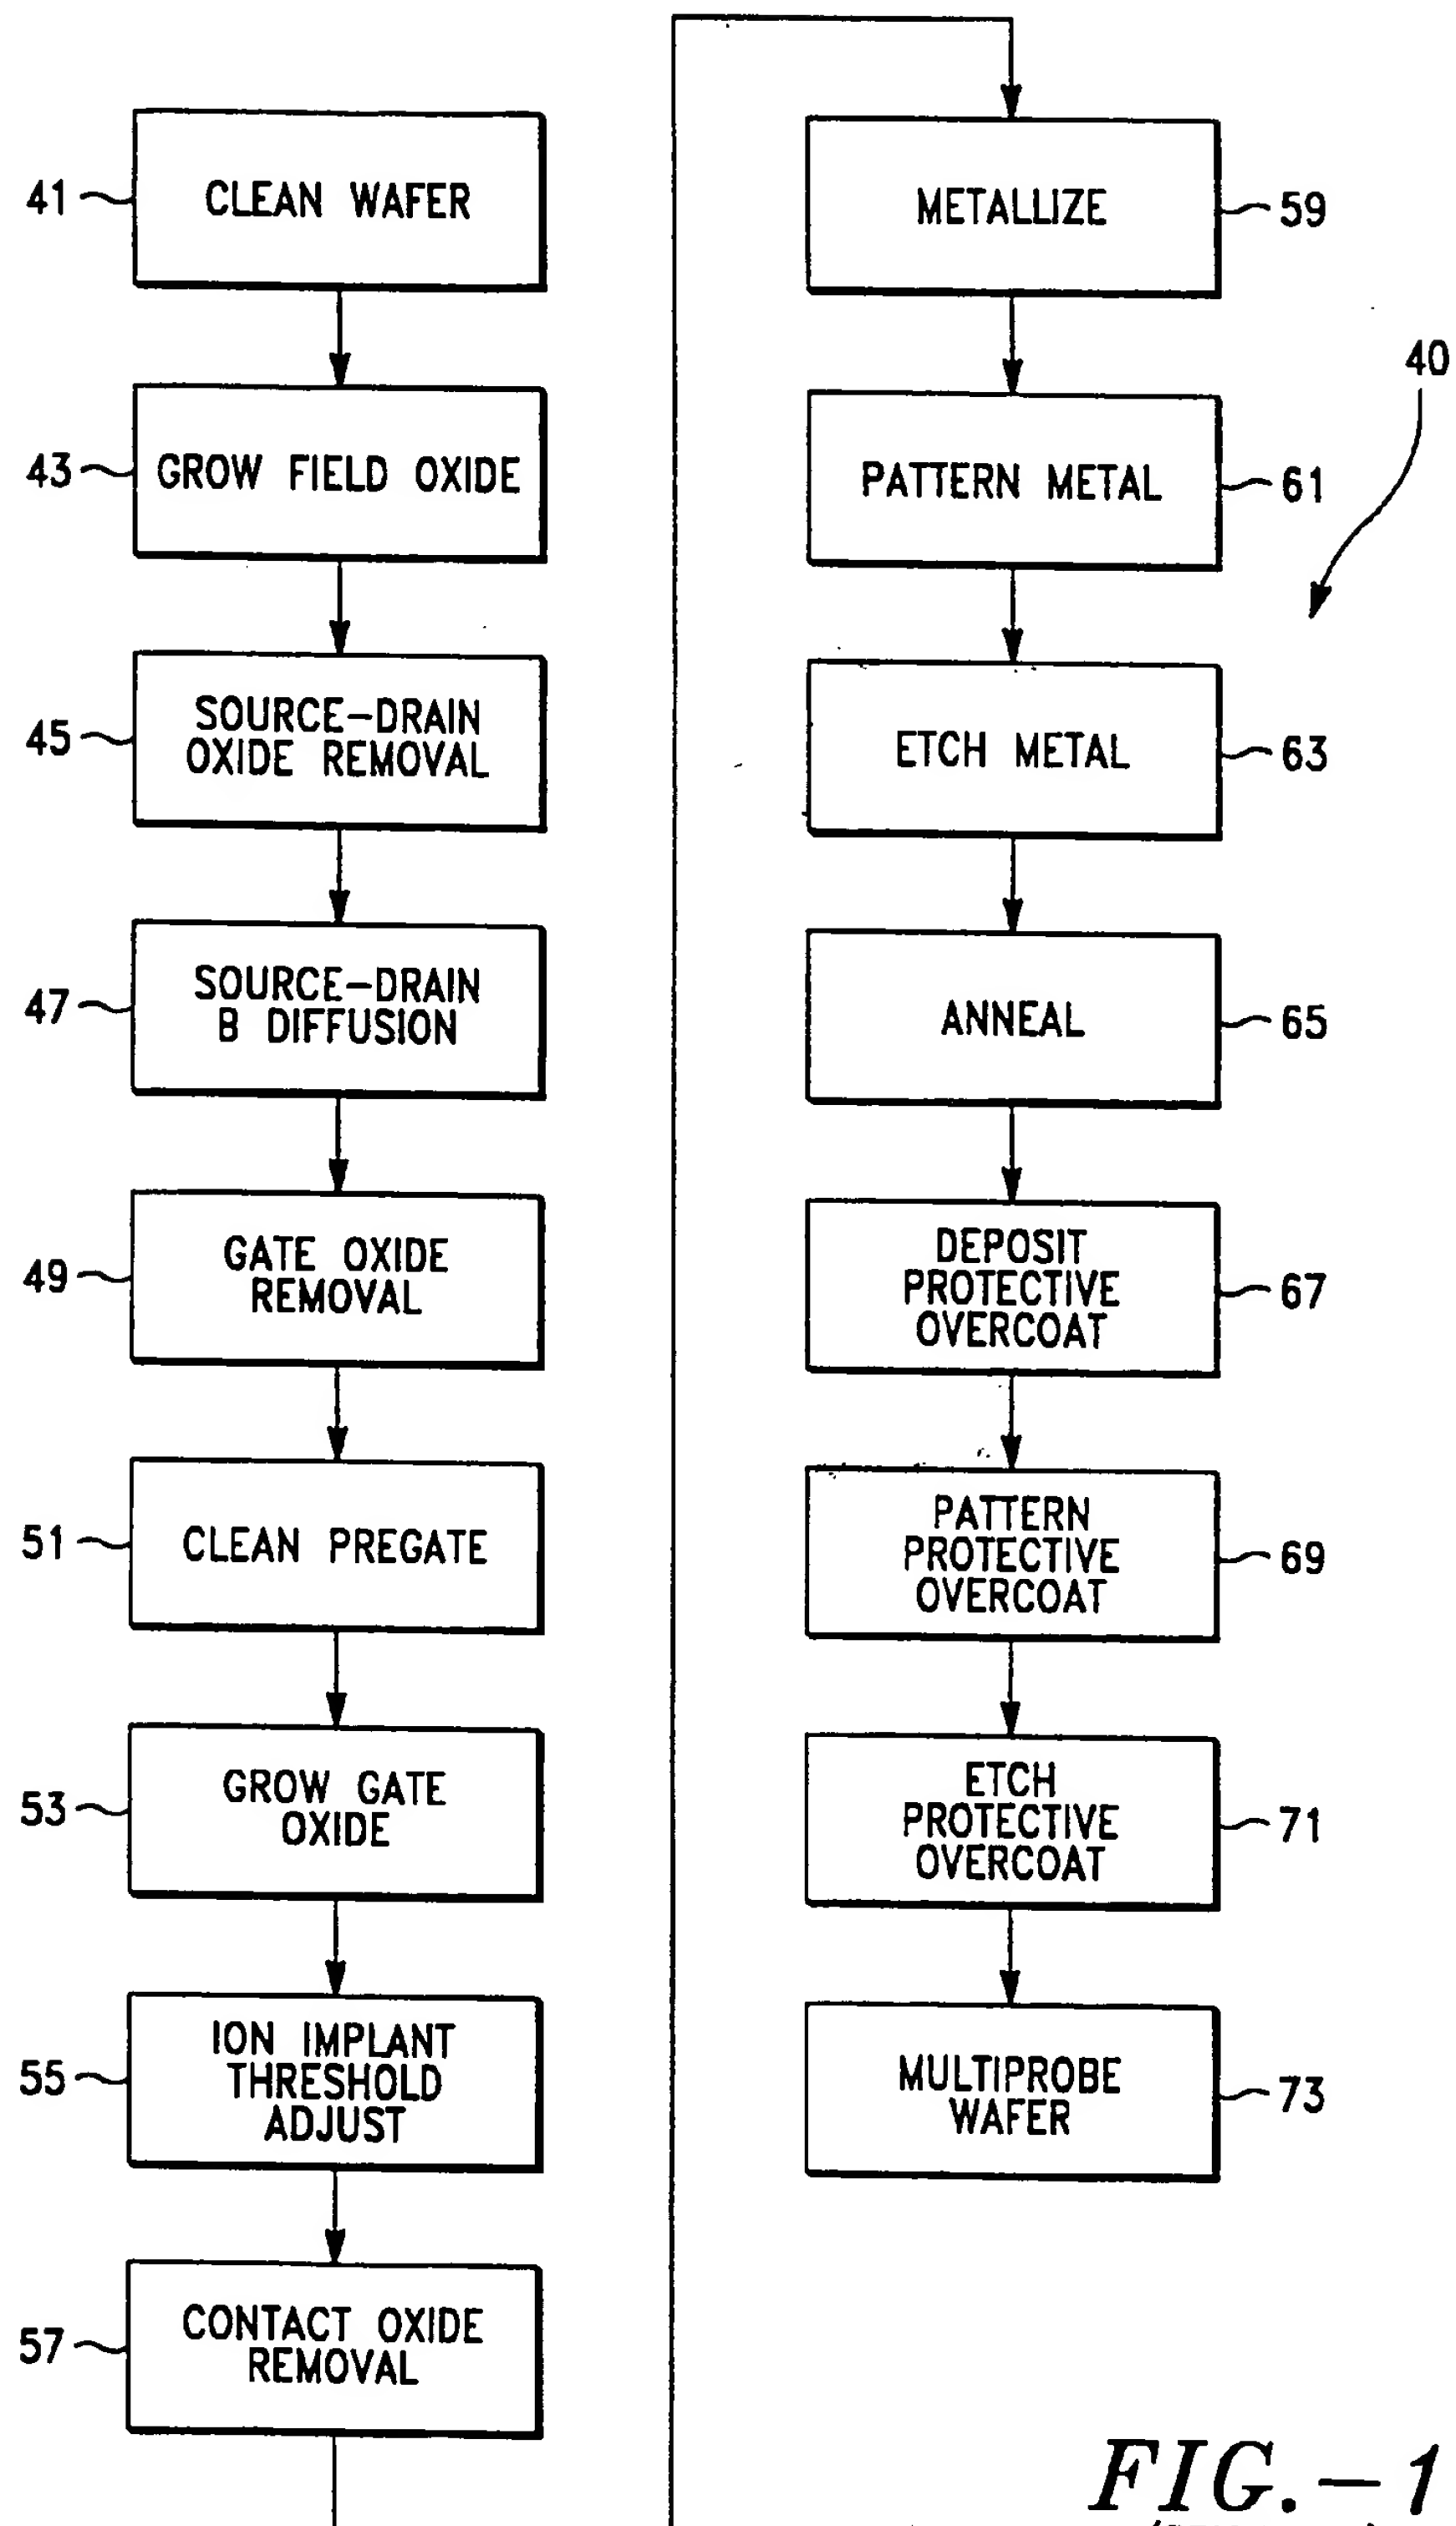 41
CLEAN WAFER
43
GROW FIELD OXIDE
45
SOURCE-DRAIN
OXIDE REMOVAL
47
SOURCE-DRAIN
B DIFFUSION
49
GATE OXIDE
REMOVAL
51
CLEAN PREGATE
53
GROW GATE
OXIDE
55
ION IMPLANT
THRESHOLD
ADJUST
57
CONTACT OXIDE
REMOVAL
METALLIZE
59
40
PATTERN METAL
61
ETCH METAL
63
ANNEAL
65
DEPOSIT
PROTECTIVE
OVERCOAT
67
PATTERN
PROTECTIVE
OVERCOAT
69
ETCH
PROTECTIVE
OVERCOAT
71
MULTIPROBE
WAFER
73
FIG.-1